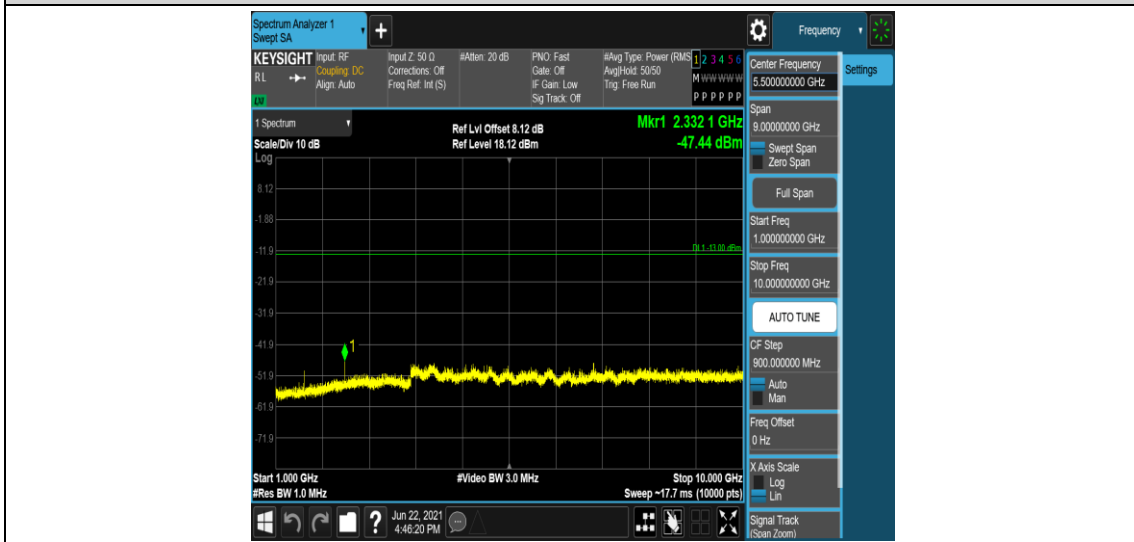 Spectrum Analyzer 1
Swept SA
+
Frequency
KEYSIGHT
RL
Input: RF
Coupling: DC
Align: Auto
Input Z: 50 Ω
Corrections: Off
Freq Ref: Int (S)
#Atten: 20 dB
PNO: Fast
Gate: Off
IF Gain: Low
Sig Track: Off
#Avg Type: Power (RMS
Avg|Hold: 50/50
Trig: Free Run
1 2 3 4 5 6
M W W W W W
P P P P P P
1 Spectrum
Scale/Div 10 dB
Ref Lvl Offset 8.12 dB
Ref Level 18.12 dBm
Mkr1 2.332 1 GHz
-47.44 dBm
Log
8.12
-1.88
-11.9
DL1 -13.00 dBm
-21.9
-31.9
-41.9
1
-51.9
-61.9
-71.9
Start 1.000 GHz
#Video BW 3.0 MHz
Stop 10.000 GHz
#Res BW 1.0 MHz
Sweep ~17.7 ms (10000 pts)
?
Jun 22, 2021
4:46:20 PM
Center Frequency
5.500000000 GHz
Settings
Span
9.00000000 GHz
Swept Span
Zero Span
Full Span
Start Freq
1.000000000 GHz
Stop Freq
10.000000000 GHz
AUTO TUNE
CF Step
900.000000 MHz
Auto
Man
Freq Offset
0 Hz
X Axis Scale
Log
Lin
Signal Track
(Span Zoom)